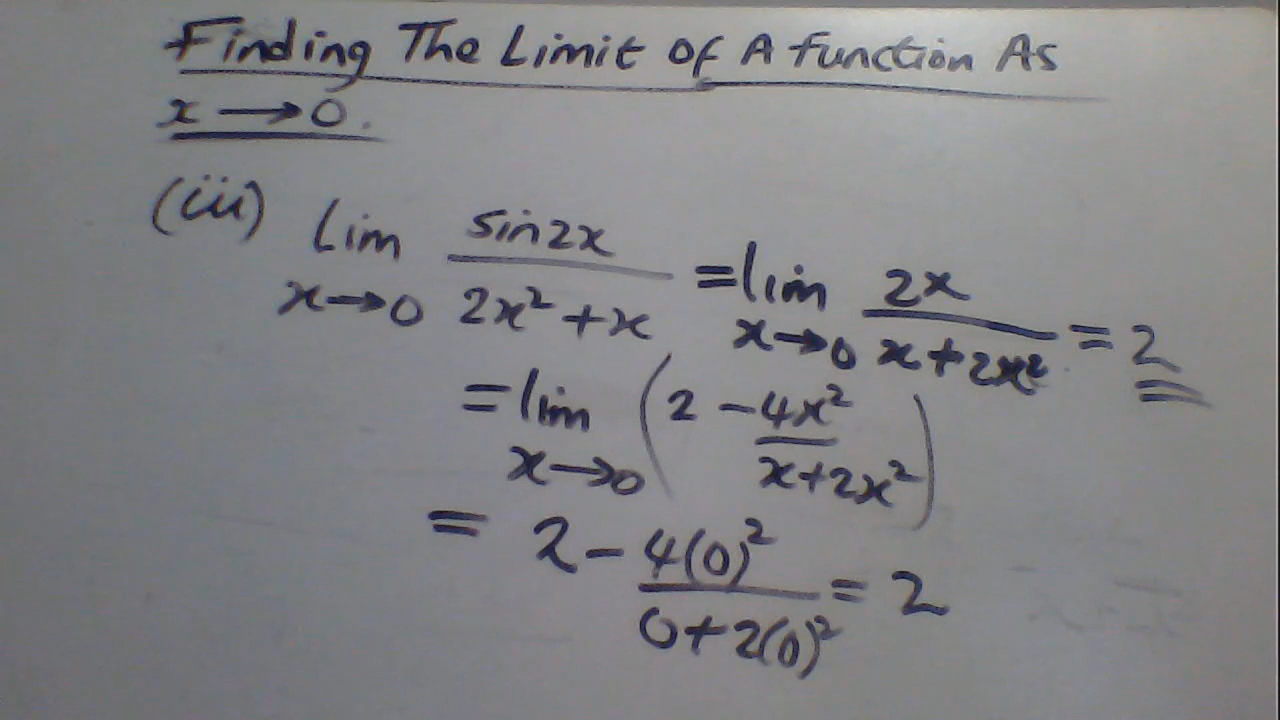 Finding The Limit Of A function As
x → 0.
(iii) Lim x→0 sin2x / 2x² + x = lim x→0 2x / x + 2x² = 2
= lim x→0 (2 - 4x² / x + 2x²)
= 2 - 4(0)² / 0 + 2(0)² = 2